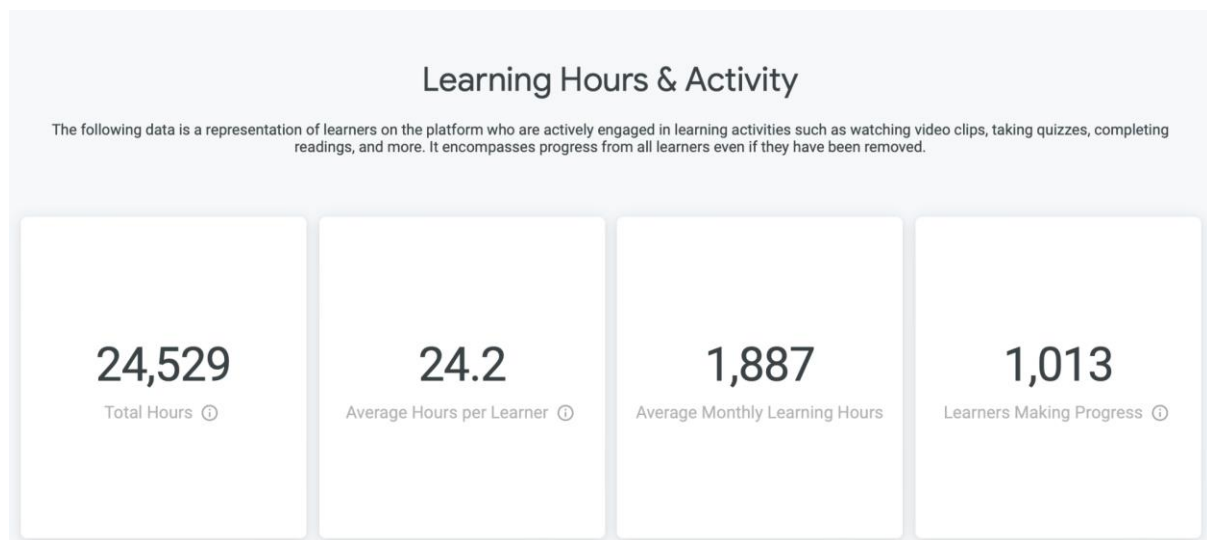 Learning Hours & Activity
The following data is a representation of learners on the platform who are actively engaged in learning activities such as watching video clips, taking quizzes, completing
readings, and more. It encompasses progress from all learners even if they have been removed.
24,529
Total Hours
24.2
Average Hours per Learner
1,887
Average Monthly Learning Hours
1,013
Learners Making Progress